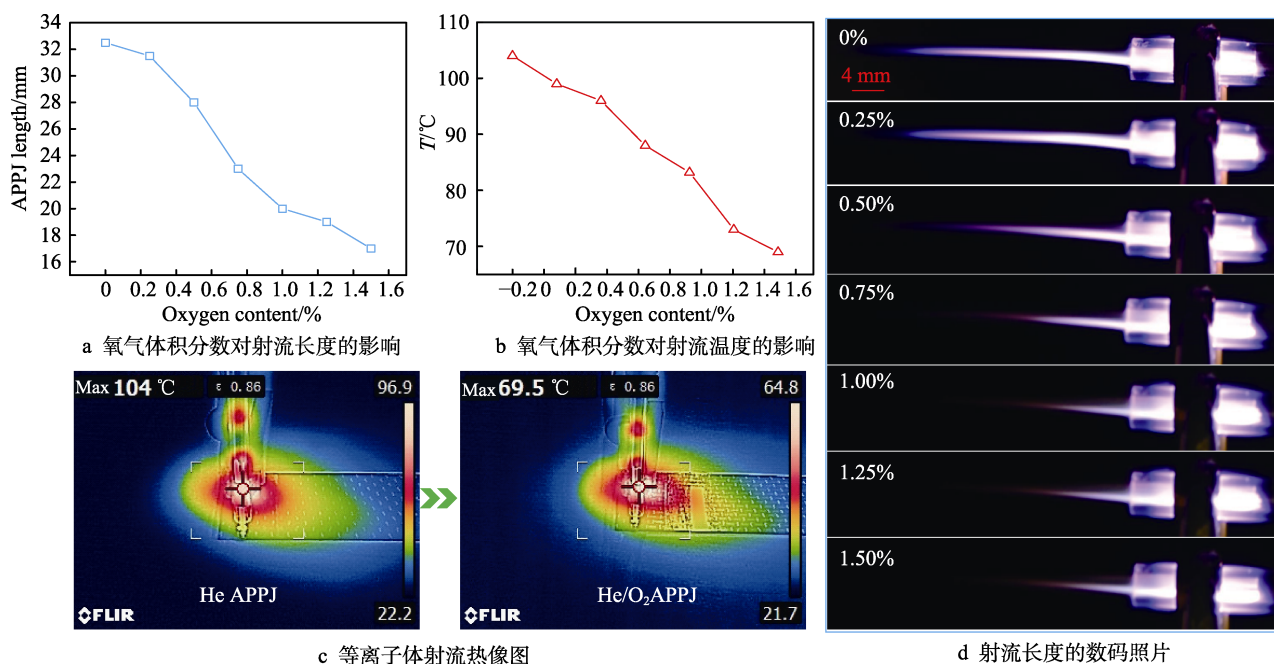 34
32
30
28
26
24
22
20
18
16
APPJ length/mm
0 0.2 0.4 0.6 0.8 1.0 1.2 1.4 1.6
Oxygen content/%
a 氧气体积分数对射流长度的影响
110
100
90
80
70
T/℃
−0.2 0 0.2 0.4 0.6 0.8 1.0 1.2 1.4 1.6
Oxygen content/%
b 氧气体积分数对射流温度的影响
Max 104 ℃
ε 0.86
96.9
He APPJ
FLIR
22.2
Max 69.5 ℃
ε 0.86
64.8
He/O₂APPJ
FLIR
21.7
c 等离子体射流热像图
0%
4 mm
0.25%
0.50%
0.75%
1.00%
1.25%
1.50%
d 射流长度的数码照片